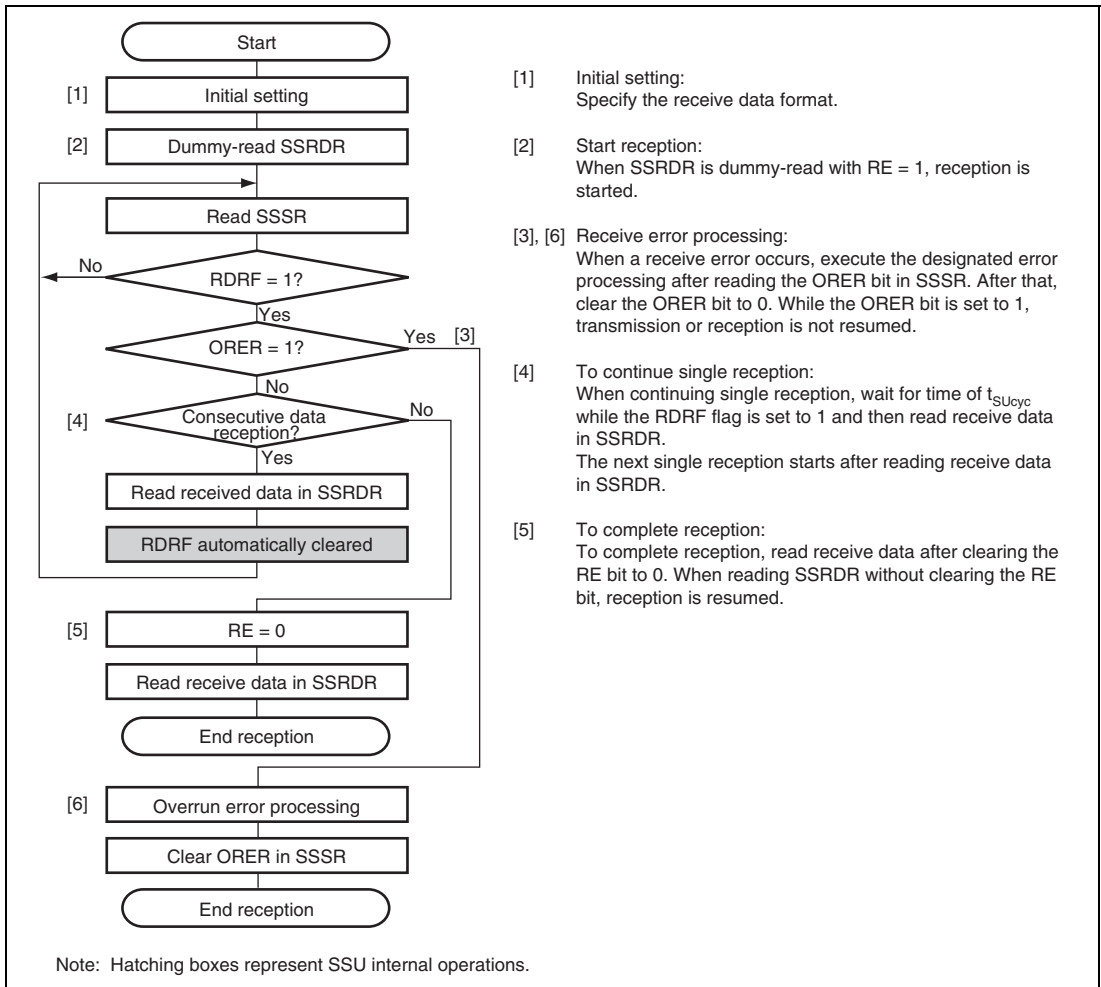 Start
[1] Initial setting
[2] Dummy-read SSRDR
Read SSSR
No
RDRF = 1?
Yes
ORER = 1?
Yes [3]
No
[4] Consecutive data
reception?
No
Yes
Read received data in SSRDR
RDRF automatically cleared
[5] RE = 0
Read receive data in SSRDR
End reception
[6] Overrun error processing
Clear ORER in SSSR
End reception
[1] Initial setting:
Specify the receive data format.
[2] Start reception:
When SSRDR is dummy-read with RE = 1, reception is
started.
[3], [6] Receive error processing:
When a receive error occurs, execute the designated error
processing after reading the ORER bit in SSSR. After that,
clear the ORER bit to 0. While the ORER bit is set to 1,
transmission or reception is not resumed.
[4] To continue single reception:
When continuing single reception, wait for time of tSUcyc
while the RDRF flag is set to 1 and then read receive data
in SSRDR.
The next single reception starts after reading receive data
in SSRDR.
[5] To complete reception:
To complete reception, read receive data after clearing the
RE bit to 0. When reading SSRDR without clearing the RE
bit, reception is resumed.
Note: Hatching boxes represent SSU internal operations.